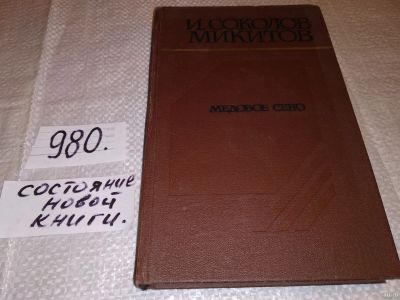 И. СОКОЛОВ
МИКИТОВ
МЕДОВОЕ СЕНО
980.
СОСТОЯНИЕ
НОВОЙ
КНИГИ.